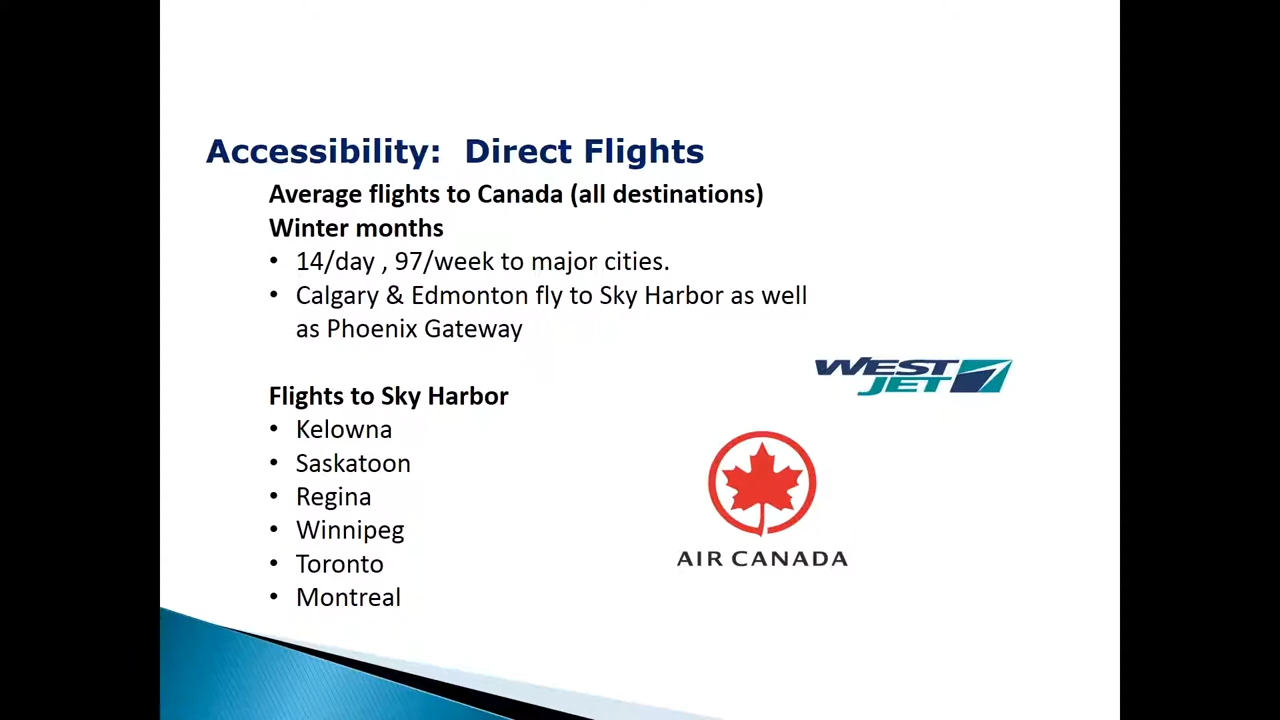 Accessibility:  Direct Flights
Average flights to Canada (all destinations)
Winter months
• 14/day , 97/week to major cities.
• Calgary & Edmonton fly to Sky Harbor as well
as Phoenix Gateway
Flights to Sky Harbor
• Kelowna
• Saskatoon
• Regina
• Winnipeg
• Toronto
• Montreal
WEST
JET
AIR CANADA